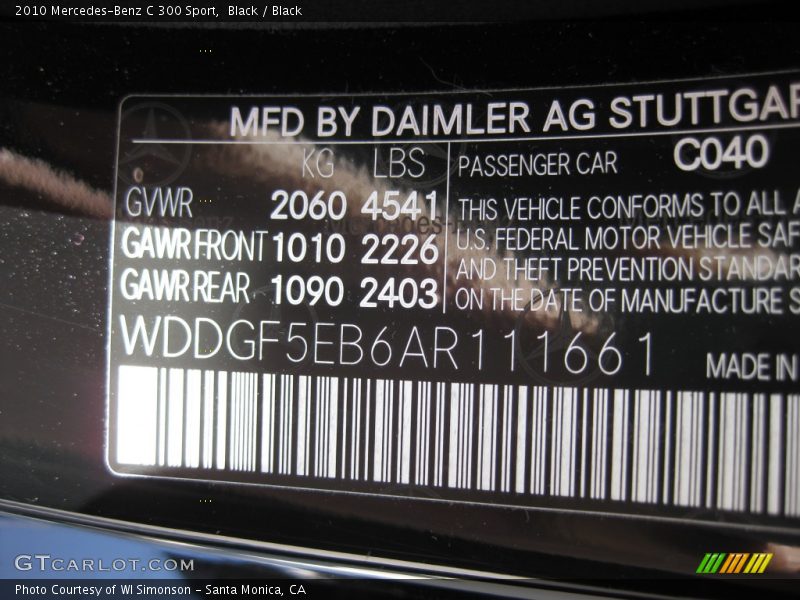 2010 Mercedes-Benz C 300 Sport,  Black / Black
MFD BY DAIMLER AG STUTTGAR
KG LBS
PASSENGER CAR C040
GVWR 2060 4541
GAWR FRONT 1010 2226
GAWR REAR 1090 2403
THIS VEHICLE CONFORMS TO ALL A
U.S. FEDERAL MOTOR VEHICLE SAF
AND THEFT PREVENTION STANDAR
ON THE DATE OF MANUFACTURE S
WDDGF5EB6AR111661
MADE IN
GTcarlot.com
Photo Courtesy of WI Simonson - Santa Monica, CA